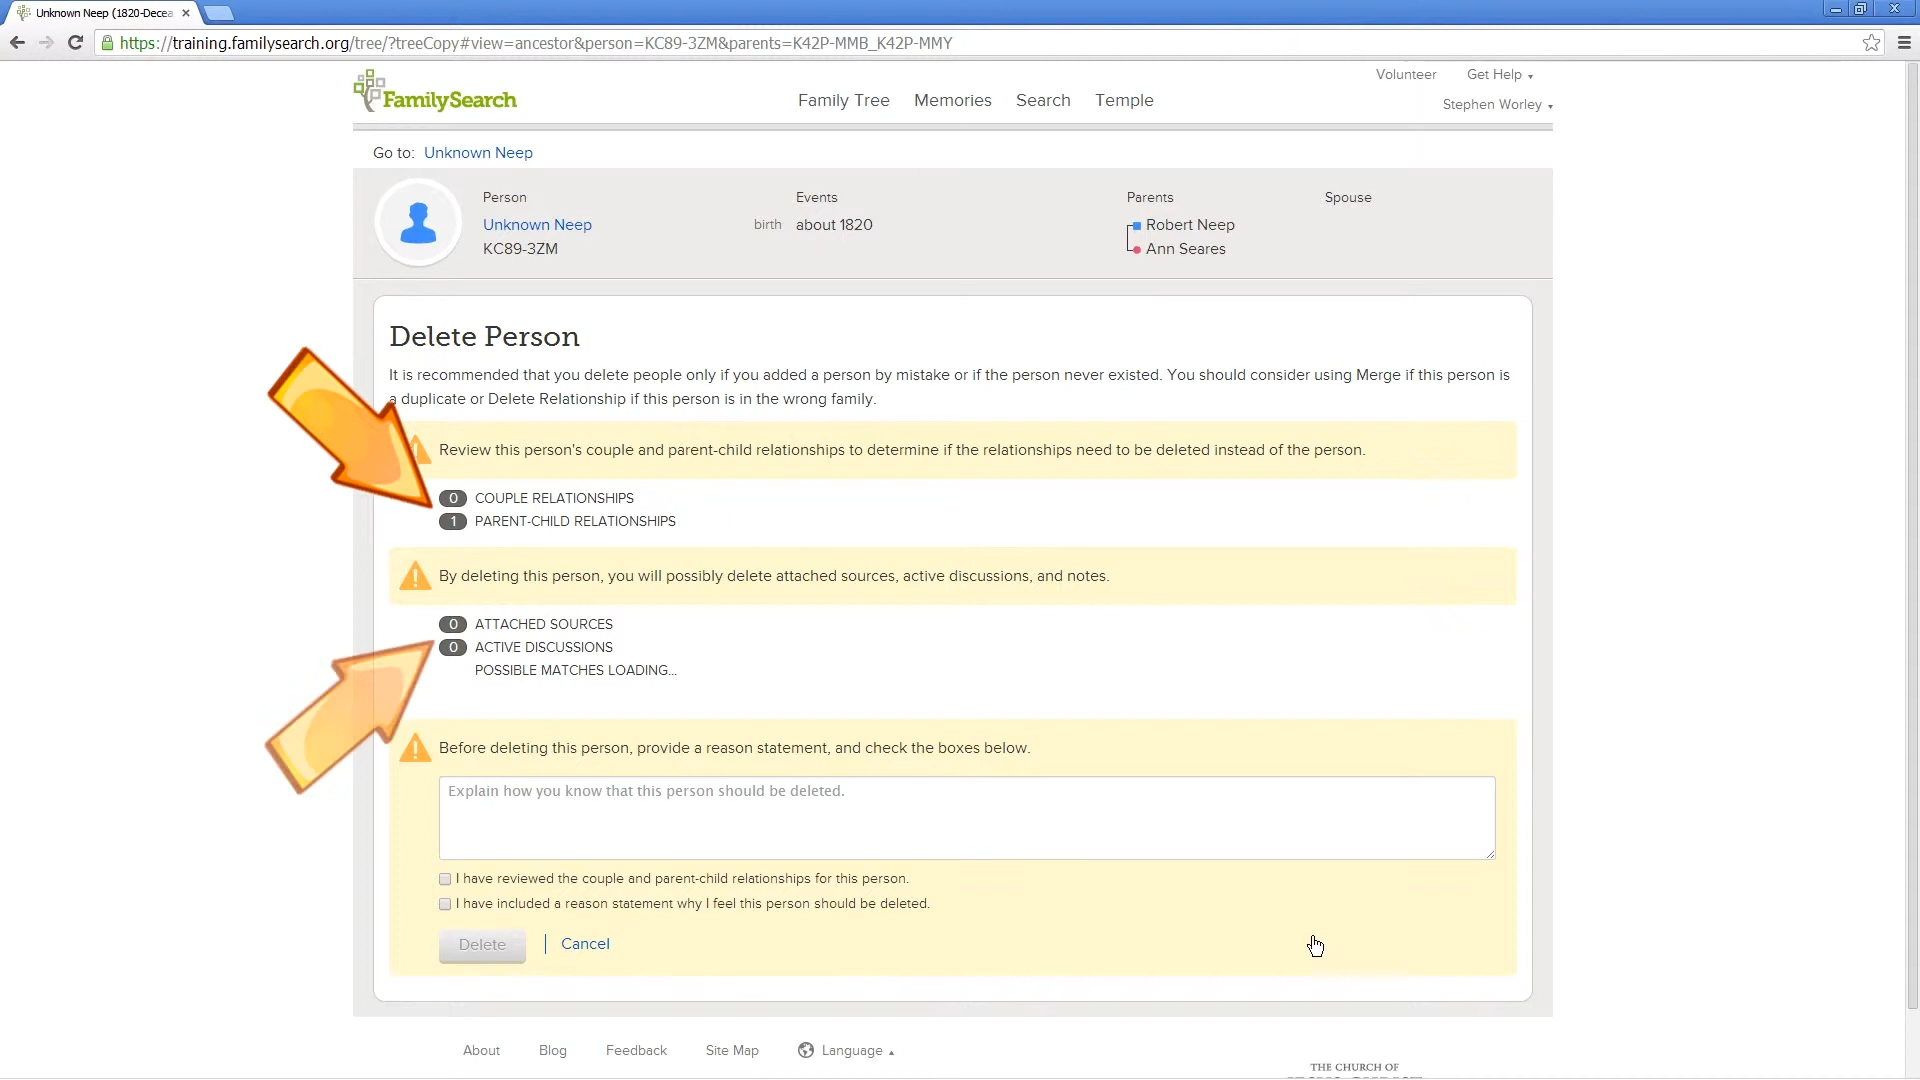 Unknown Neep (1820-Decea
https://training.familysearch.org/tree/?treeCopy#view=ancestor&person=KC89-3ZM&parents=K42P-MMB_K42P-MMY
Volunteer Get Help
FamilySearch
Family Tree Memories Search Temple
Stephen Worley
Go to: Unknown Neep
Person Events Parents Spouse
Unknown Neep birth about 1820 Robert Neep
KC89-3ZM Ann Seares
Delete Person
It is recommended that you delete people only if you added a person by mistake or if the person never existed. You should consider using Merge if this person is
a duplicate or Delete Relationship if this person is in the wrong family.
Review this person's couple and parent-child relationships to determine if the relationships need to be deleted instead of the person.
0 COUPLE RELATIONSHIPS
1 PARENT-CHILD RELATIONSHIPS
By deleting this person, you will possibly delete attached sources, active discussions, and notes.
0 ATTACHED SOURCES
0 ACTIVE DISCUSSIONS
POSSIBLE MATCHES LOADING...
Before deleting this person, provide a reason statement, and check the boxes below.
Explain how you know that this person should be deleted.
I have reviewed the couple and parent-child relationships for this person.
I have included a reason statement why I feel this person should be deleted.
Delete Cancel
About Blog Feedback Site Map Language
THE CHURCH OF